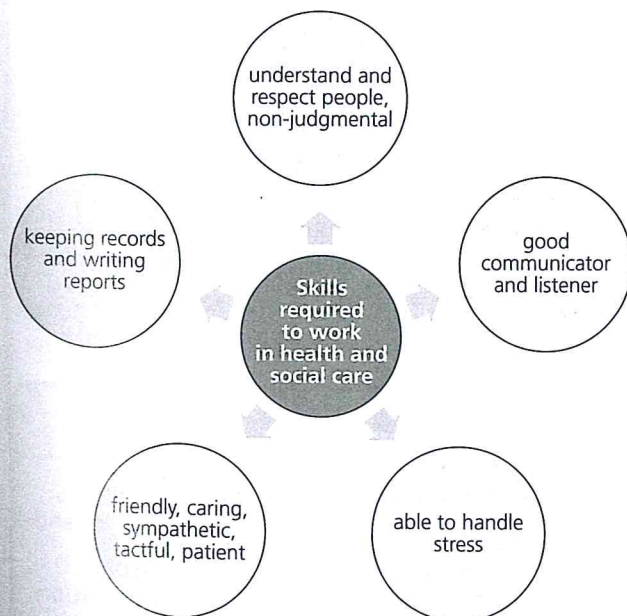 understand and
respect people,
non-judgmental
keeping records
and writing
reports
good
communicator
and listener
Skills
required
to work
in health and
social care
friendly, caring,
sympathetic,
tactful, patient
able to handle
stress